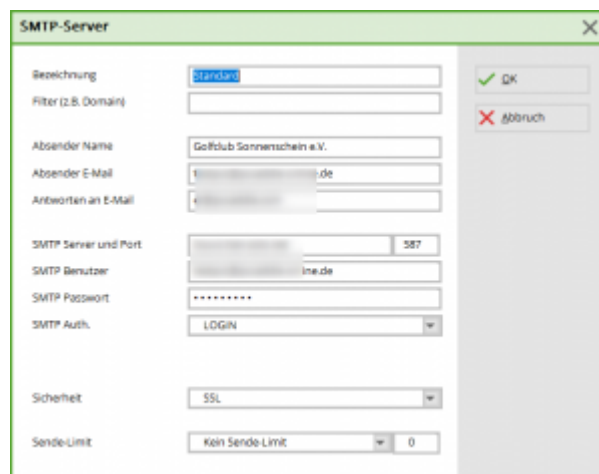 SMTP-Server
Bezeichnung Standard
OK
Filter (z.B. Domain)
Abbruch
Absender Name Golfclub Sonnenschein e.V.
Absender E-Mail .de
Antworten an E-Mail
SMTP Server und Port 587
SMTP Benutzer ine.de
SMTP Passwort •••••••••
SMTP Auth. LOGIN
Sicherheit SSL
Sende-Limit Kein Sende-Limit 0